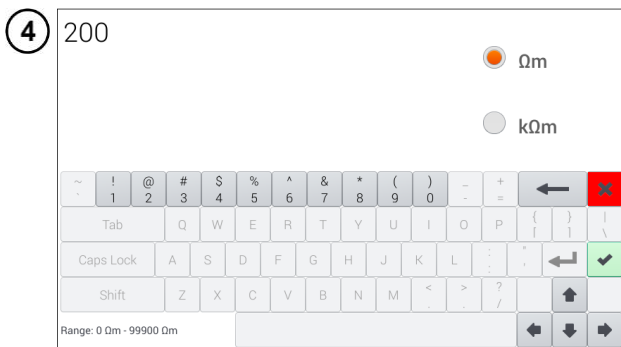 4
200
Ωm
kΩm
~ ! @ # $ % ^ & * ( ) _ +
` 1 2 3 4 5 6 7 8 9 0 - =
Tab Q W E R T Y U I O P { } |
[ ] \
Caps Lock A S D F G H J K L :
;
Shift Z X C V B N M < > ?
, . /
Range: 0 Ωm - 99900 Ωm